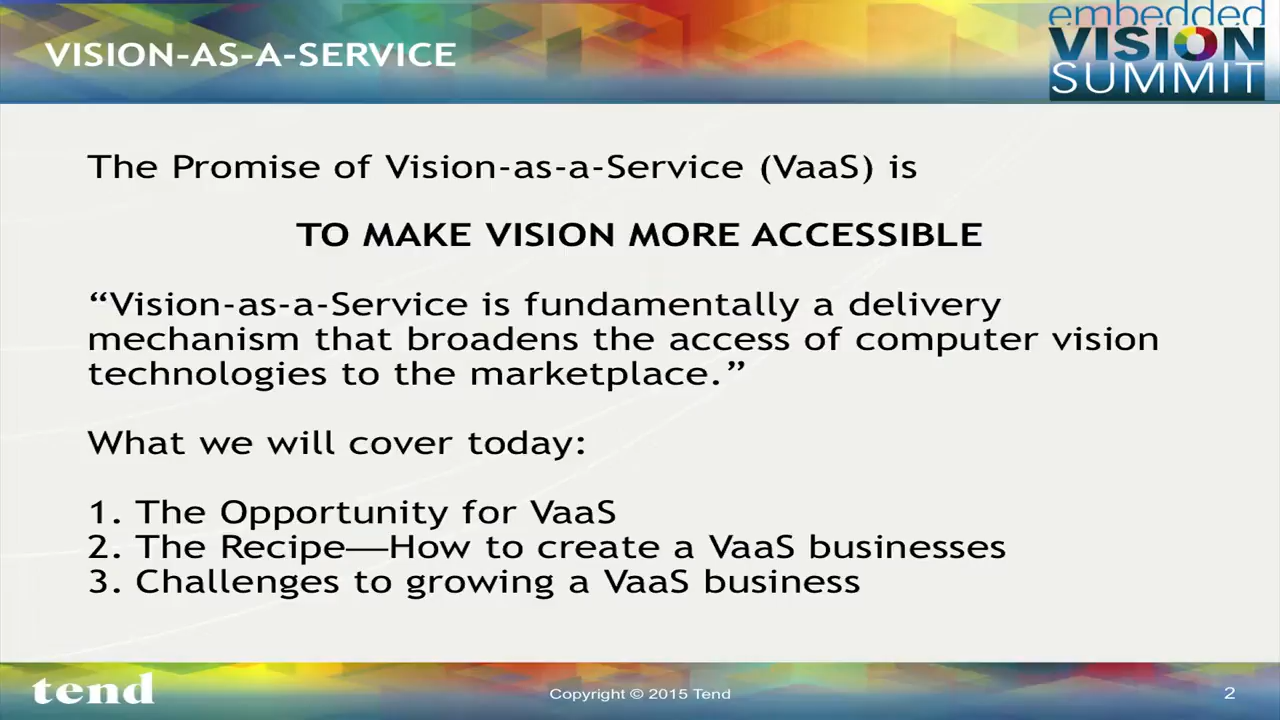 embedded
VISION-AS-A-SERVICE
VISION
SUMMIT
The Promise of Vision-as-a-Service (VaaS) is
TO MAKE VISION MORE ACCESSIBLE
“Vision-as-a-Service is fundamentally a delivery
mechanism that broadens the access of computer vision
technologies to the marketplace.”
What we will cover today:
1. The Opportunity for VaaS
2. The Recipe—How to create a VaaS businesses
3. Challenges to growing a VaaS business
tend
Copyright © 2015 Tend
2